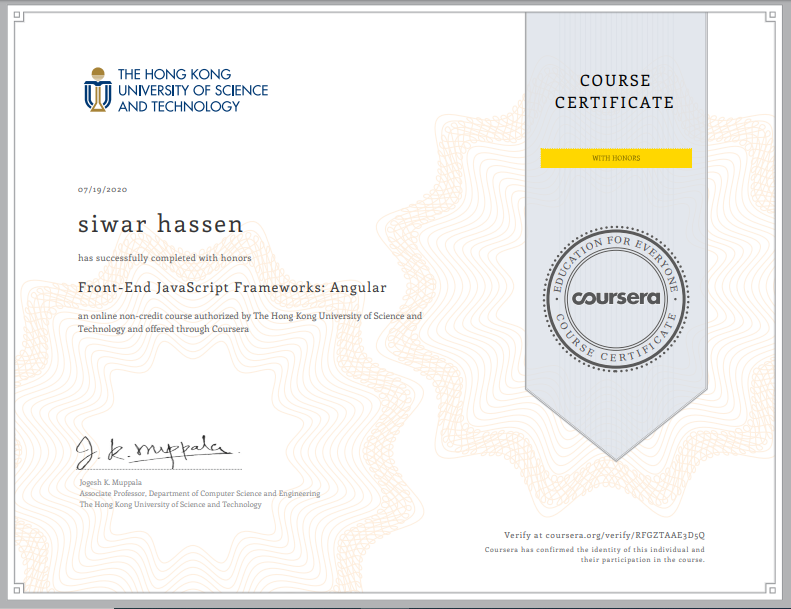 THE HONG KONG
UNIVERSITY OF SCIENCE
AND TECHNOLOGY
COURSE
CERTIFICATE
WITH HONORS
07/19/2020
siwar hassen
has successfully completed with honors
Front-End JavaScript Frameworks: Angular
an online non-credit course authorized by The Hong Kong University of Science and
Technology and offered through Coursera
EDUCATION FOR EVERYONE
coursera
COURSE CERTIFICATE
J. K. Muppala
Jogesh K. Muppala
Associate Professor, Department of Computer Science and Engineering
The Hong Kong University of Science and Technology
Verify at coursera.org/verify/RFGZTAAE3D5Q
Coursera has confirmed the identity of this individual and
their participation in the course.